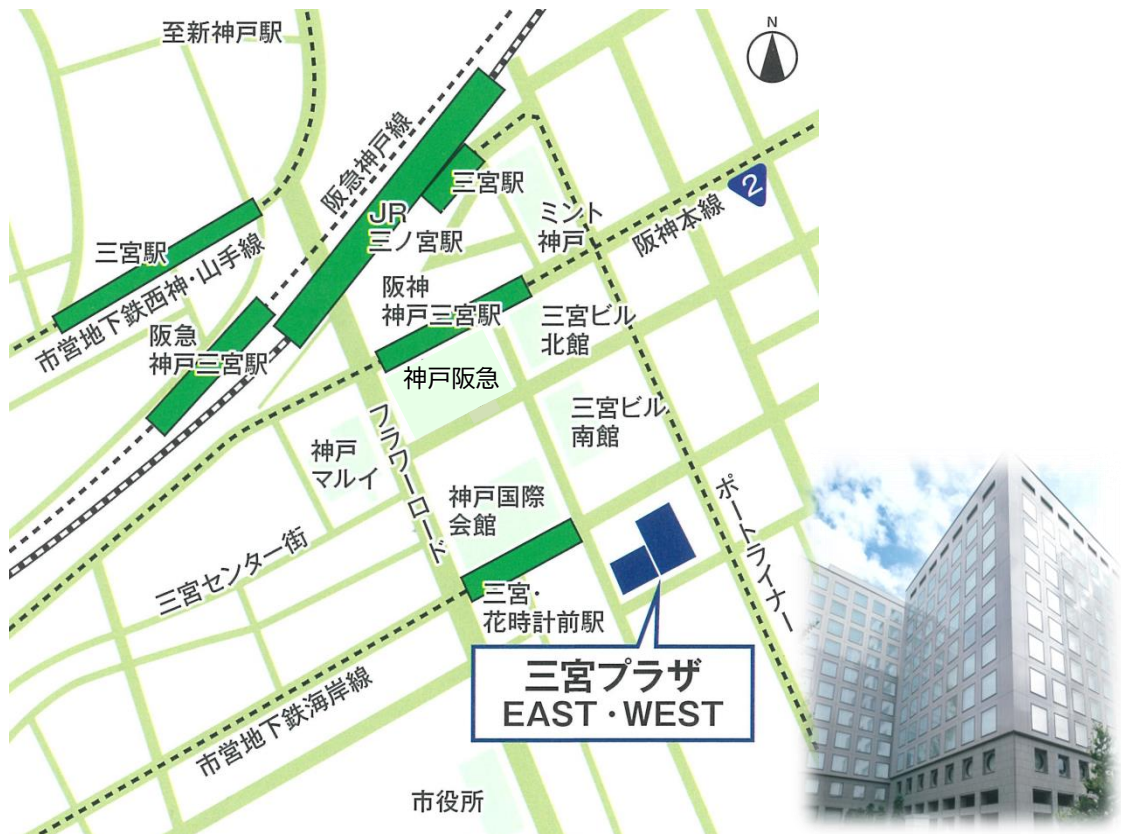 N
至新神戸駅
阪急神戸線
三宮駅
JR
三ノ宮駅
ミント
神戸
2
阪神本線
三宮駅
市営地下鉄西神・山手線
阪急
神戸三宮駅
阪神
神戸三宮駅
三宮ビル
北館
神戸阪急
三宮ビル
南館
フラワーロード
神戸
マルイ
神戸国際
会館
ポートライナー
三宮センター街
三宮・
花時計前駅
三宮プラザ
EAST・WEST
市営地下鉄海岸線
市役所